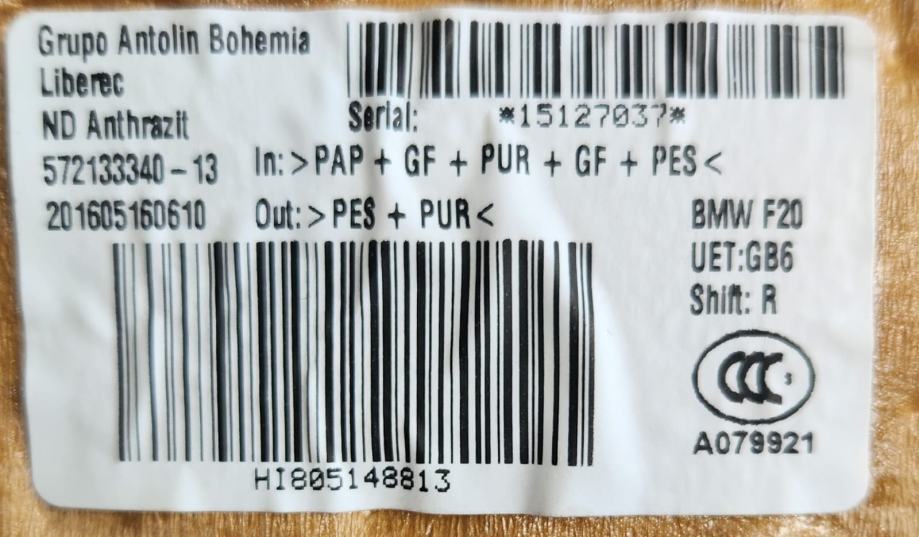 Grupo Antolin Bohemia
Liberec
ND Anthrazit
Serial: *15127037*
572133340-13 In: >PAP + GF + PUR + GF + PES<
201605160610 Out: >PES + PUR<
BMW F20
UET:GB6
Shift: R
CCC S
A079921
HI805148813